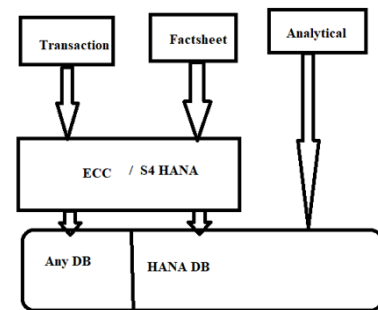 Transaction
Factsheet
Analytical
ECC / S4 HANA
Any DB
HANA DB